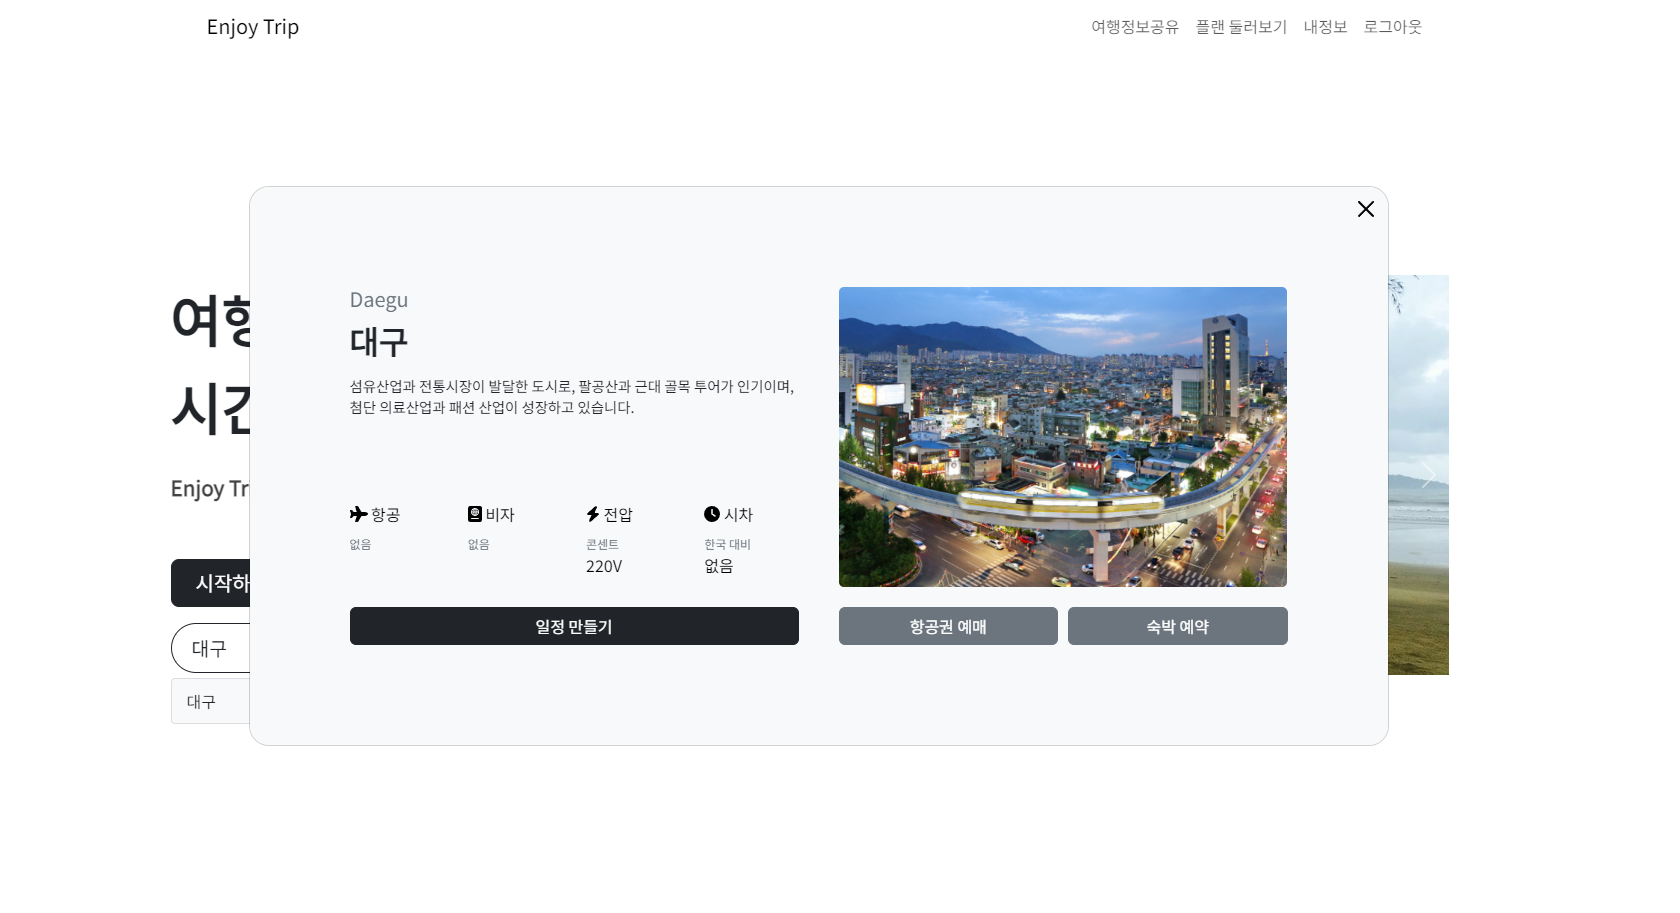 Enjoy Trip
여행정보공유 플랜 둘러보기 내정보 로그아웃
여행
시간
Enjoy Tr
시작하
대구
대구
Daegu
대구
섬유산업과 전통시장이 발달한 도시로, 팔공산과 근대 골목 투어가 인기이며,
첨단 의료산업과 패션 산업이 성장하고 있습니다.
항공 비자 전압 시차
없음 없음 콘센트 한국 대비
220V 없음
일정 만들기
항공권 예매 숙박 예약